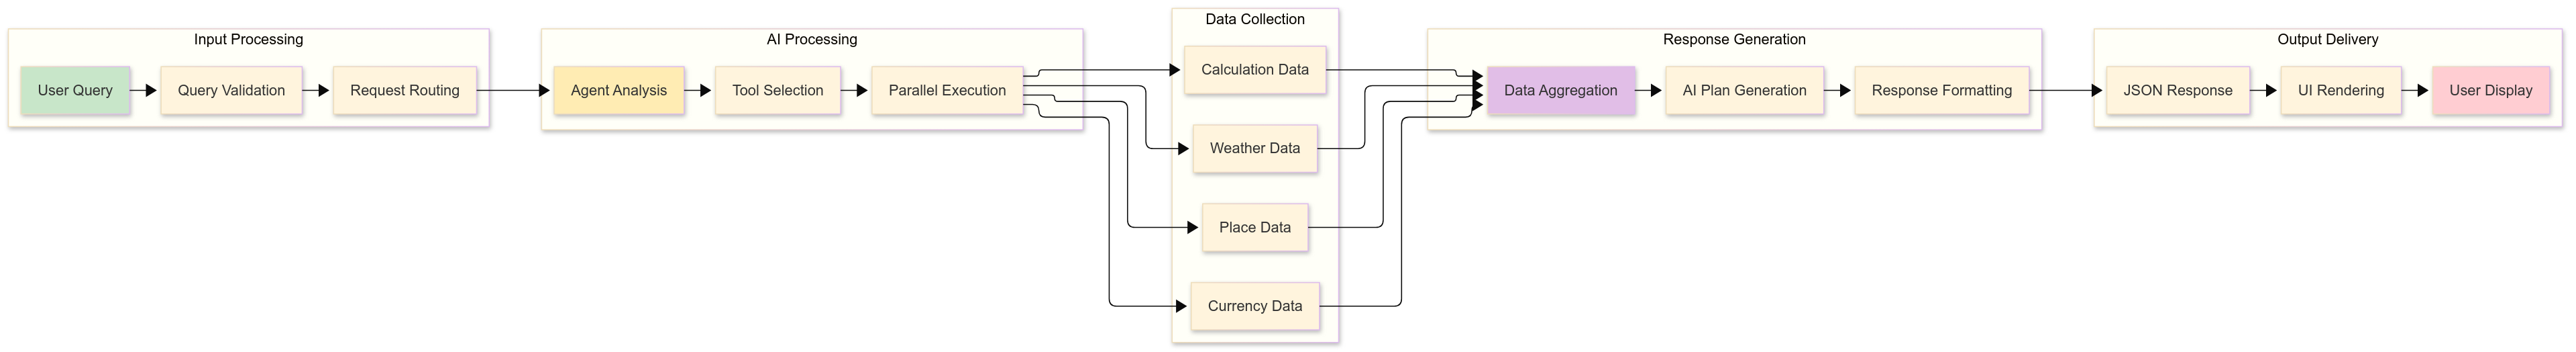 Input Processing
User Query
Query Validation
Request Routing
AI Processing
Agent Analysis
Tool Selection
Parallel Execution
Data Collection
Calculation Data
Weather Data
Place Data
Currency Data
Response Generation
Data Aggregation
AI Plan Generation
Response Formatting
Output Delivery
JSON Response
UI Rendering
User Display